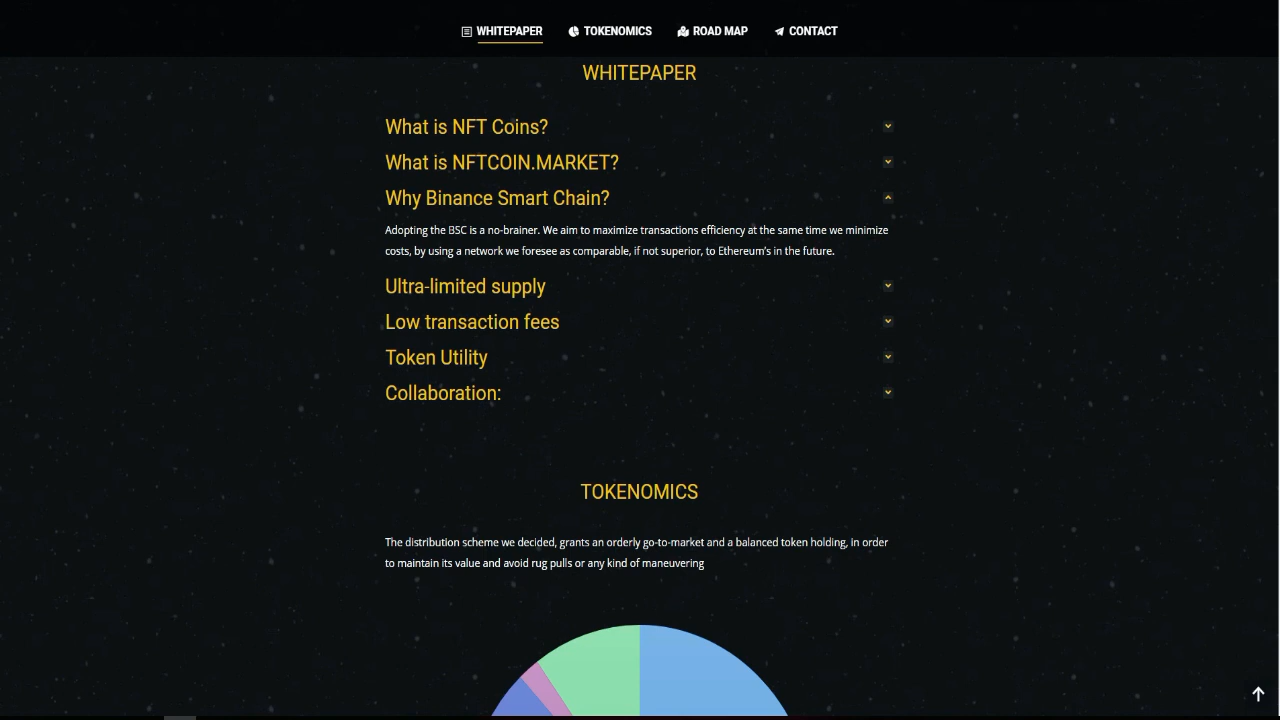 WHITEPAPER TOKENOMICS ROAD MAP CONTACT
WHITEPAPER
What is NFT Coins?
What is NFTCOIN.MARKET?
Why Binance Smart Chain?
Adopting the BSC is a no-brainer. We aim to maximize transactions efficiency at the same time we minimize
costs, by using a network we foresee as comparable, if not superior, to Ethereum's in the future.
Ultra-limited supply
Low transaction fees
Token Utility
Collaboration:
TOKENOMICS
The distribution scheme we decided, grants an orderly go-to-market and a balanced token holding, in order
to maintain its value and avoid rug pulls or any kind of maneuvering